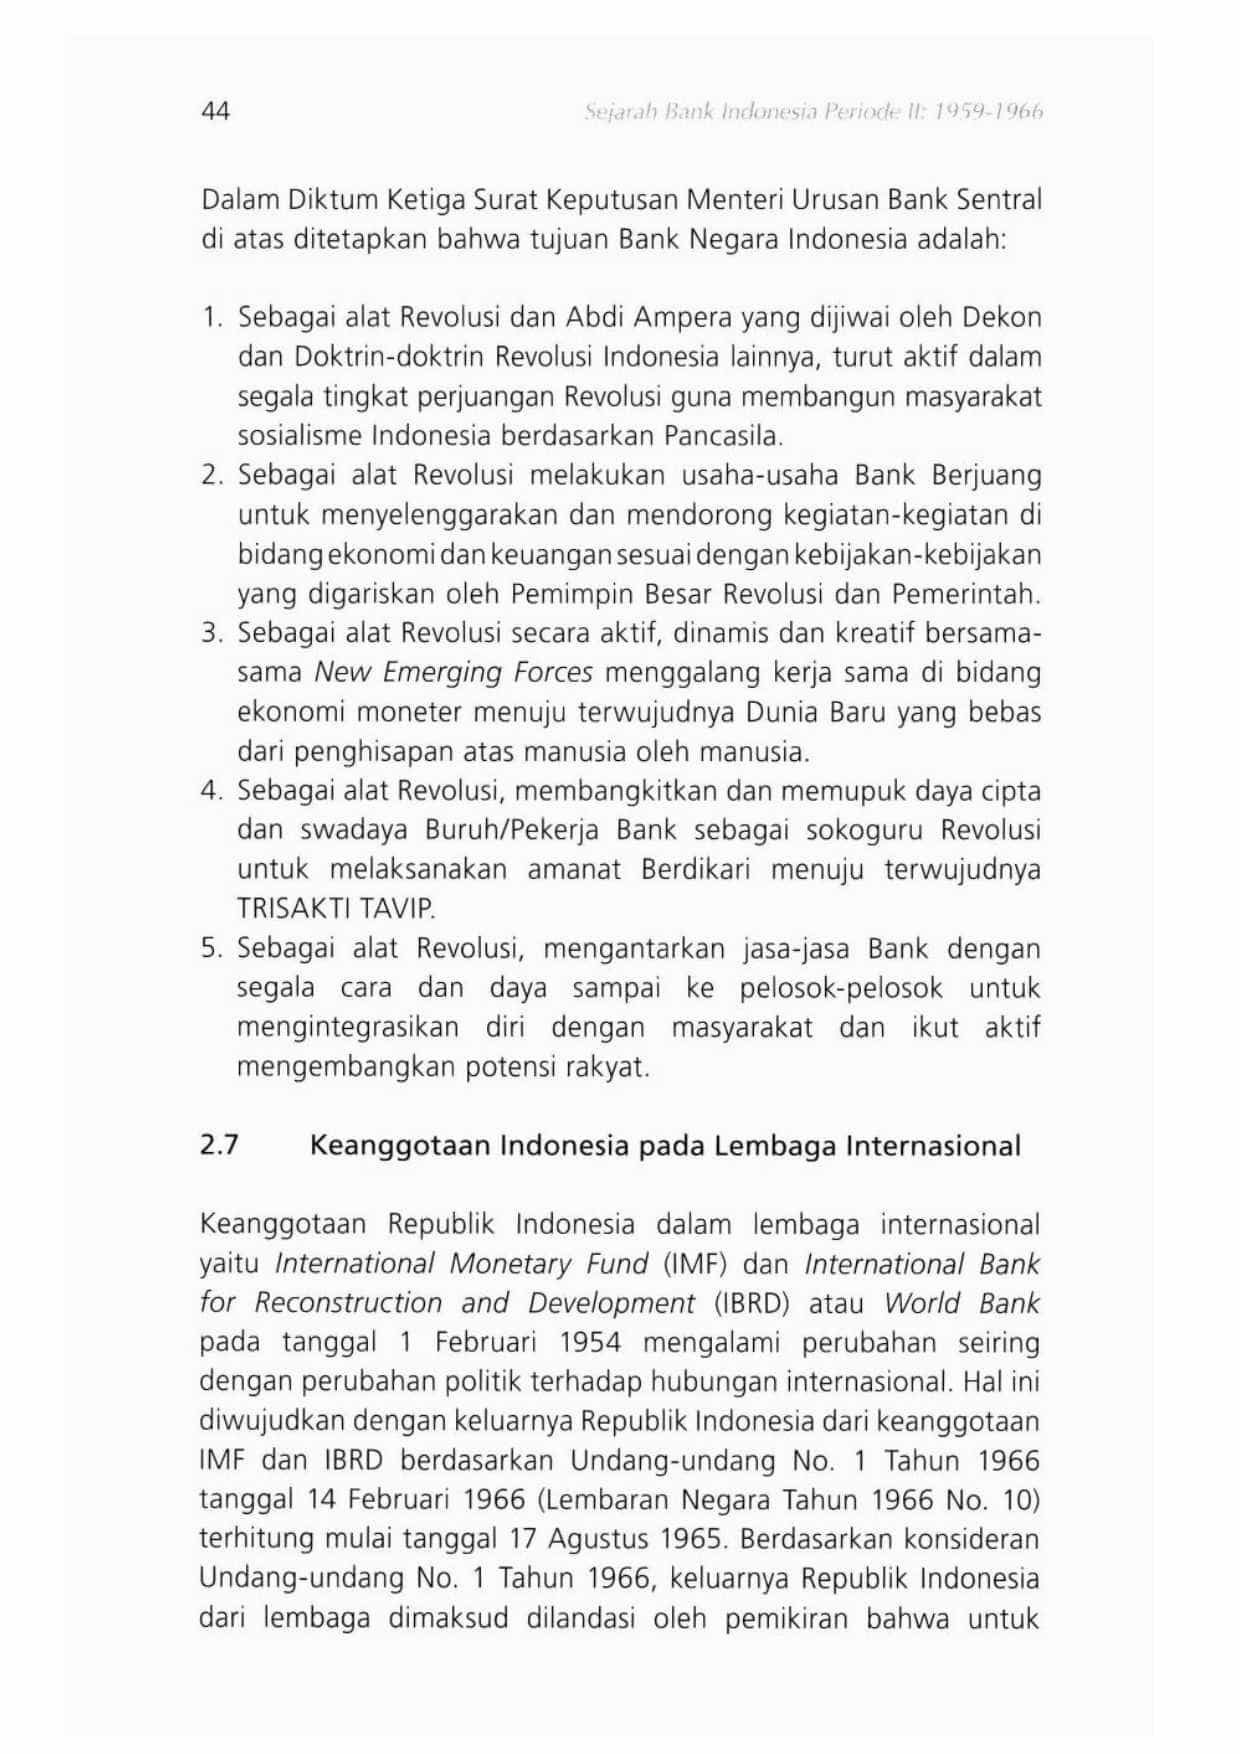 44
Sejarah Bank Indonesia Periode II: 1959-1966
Dalam Diktum Ketiga Surat Keputusan Menteri Urusan Bank Sentral
di atas ditetapkan bahwa tujuan Bank Negara Indonesia adalah:
1. Sebagai alat Revolusi dan Abdi Ampera yang dijiwai oleh Dekon
dan Doktrin-doktrin Revolusi Indonesia lainnya, turut aktif dalam
segala tingkat perjuangan Revolusi guna membangun masyarakat
sosialisme Indonesia berdasarkan Pancasila.
2. Sebagai alat Revolusi melakukan usaha-usaha Bank Berjuang
untuk menyelenggarakan dan mendorong kegiatan-kegiatan di
bidang ekonomi dan keuangan sesuai dengan kebijakan-kebijakan
yang digariskan oleh Pemimpin Besar Revolusi dan Pemerintah.
3. Sebagai alat Revolusi secara aktif, dinamis dan kreatif bersama-
sama New Emerging Forces menggalang kerja sama di bidang
ekonomi moneter menuju terwujudnya Dunia Baru yang bebas
dari penghisapan atas manusia oleh manusia.
4. Sebagai alat Revolusi, membangkitkan dan memupuk daya cipta
dan swadaya Buruh/Pekerja Bank sebagai sokoguru Revolusi
untuk melaksanakan amanat Berdikari menuju terwujudnya
TRISAKTI TAVIP.
5. Sebagai alat Revolusi, mengantarkan jasa-jasa Bank dengan
segala cara dan daya sampai ke pelosok-pelosok untuk
mengintegrasikan diri dengan masyarakat dan ikut aktif
mengembangkan potensi rakyat.
2.7 Keanggotaan Indonesia pada Lembaga Internasional
Keanggotaan Republik Indonesia dalam lembaga internasional
yaitu International Monetary Fund (IMF) dan International Bank
for Reconstruction and Development (IBRD) atau World Bank
pada tanggal 1 Februari 1954 mengalami perubahan seiring
dengan perubahan politik terhadap hubungan internasional. Hal ini
diwujudkan dengan keluarnya Republik Indonesia dari keanggotaan
IMF dan IBRD berdasarkan Undang-undang No. 1 Tahun 1966
tanggal 14 Februari 1966 (Lembaran Negara Tahun 1966 No. 10)
terhitung mulai tanggal 17 Agustus 1965. Berdasarkan konsideran
Undang-undang No. 1 Tahun 1966, keluarnya Republik Indonesia
dari lembaga dimaksud dilandasi oleh pemikiran bahwa untuk